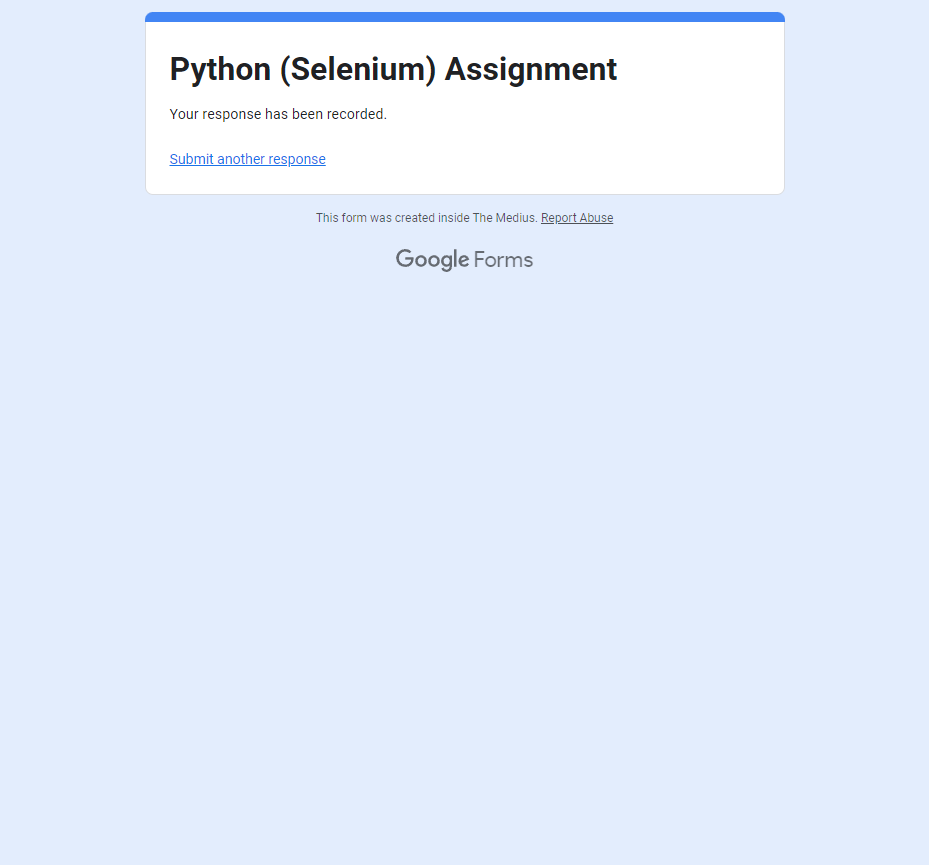 Python (Selenium) Assignment
Your response has been recorded.
Submit another response
This form was created inside The Medius. Report Abuse
Google Forms